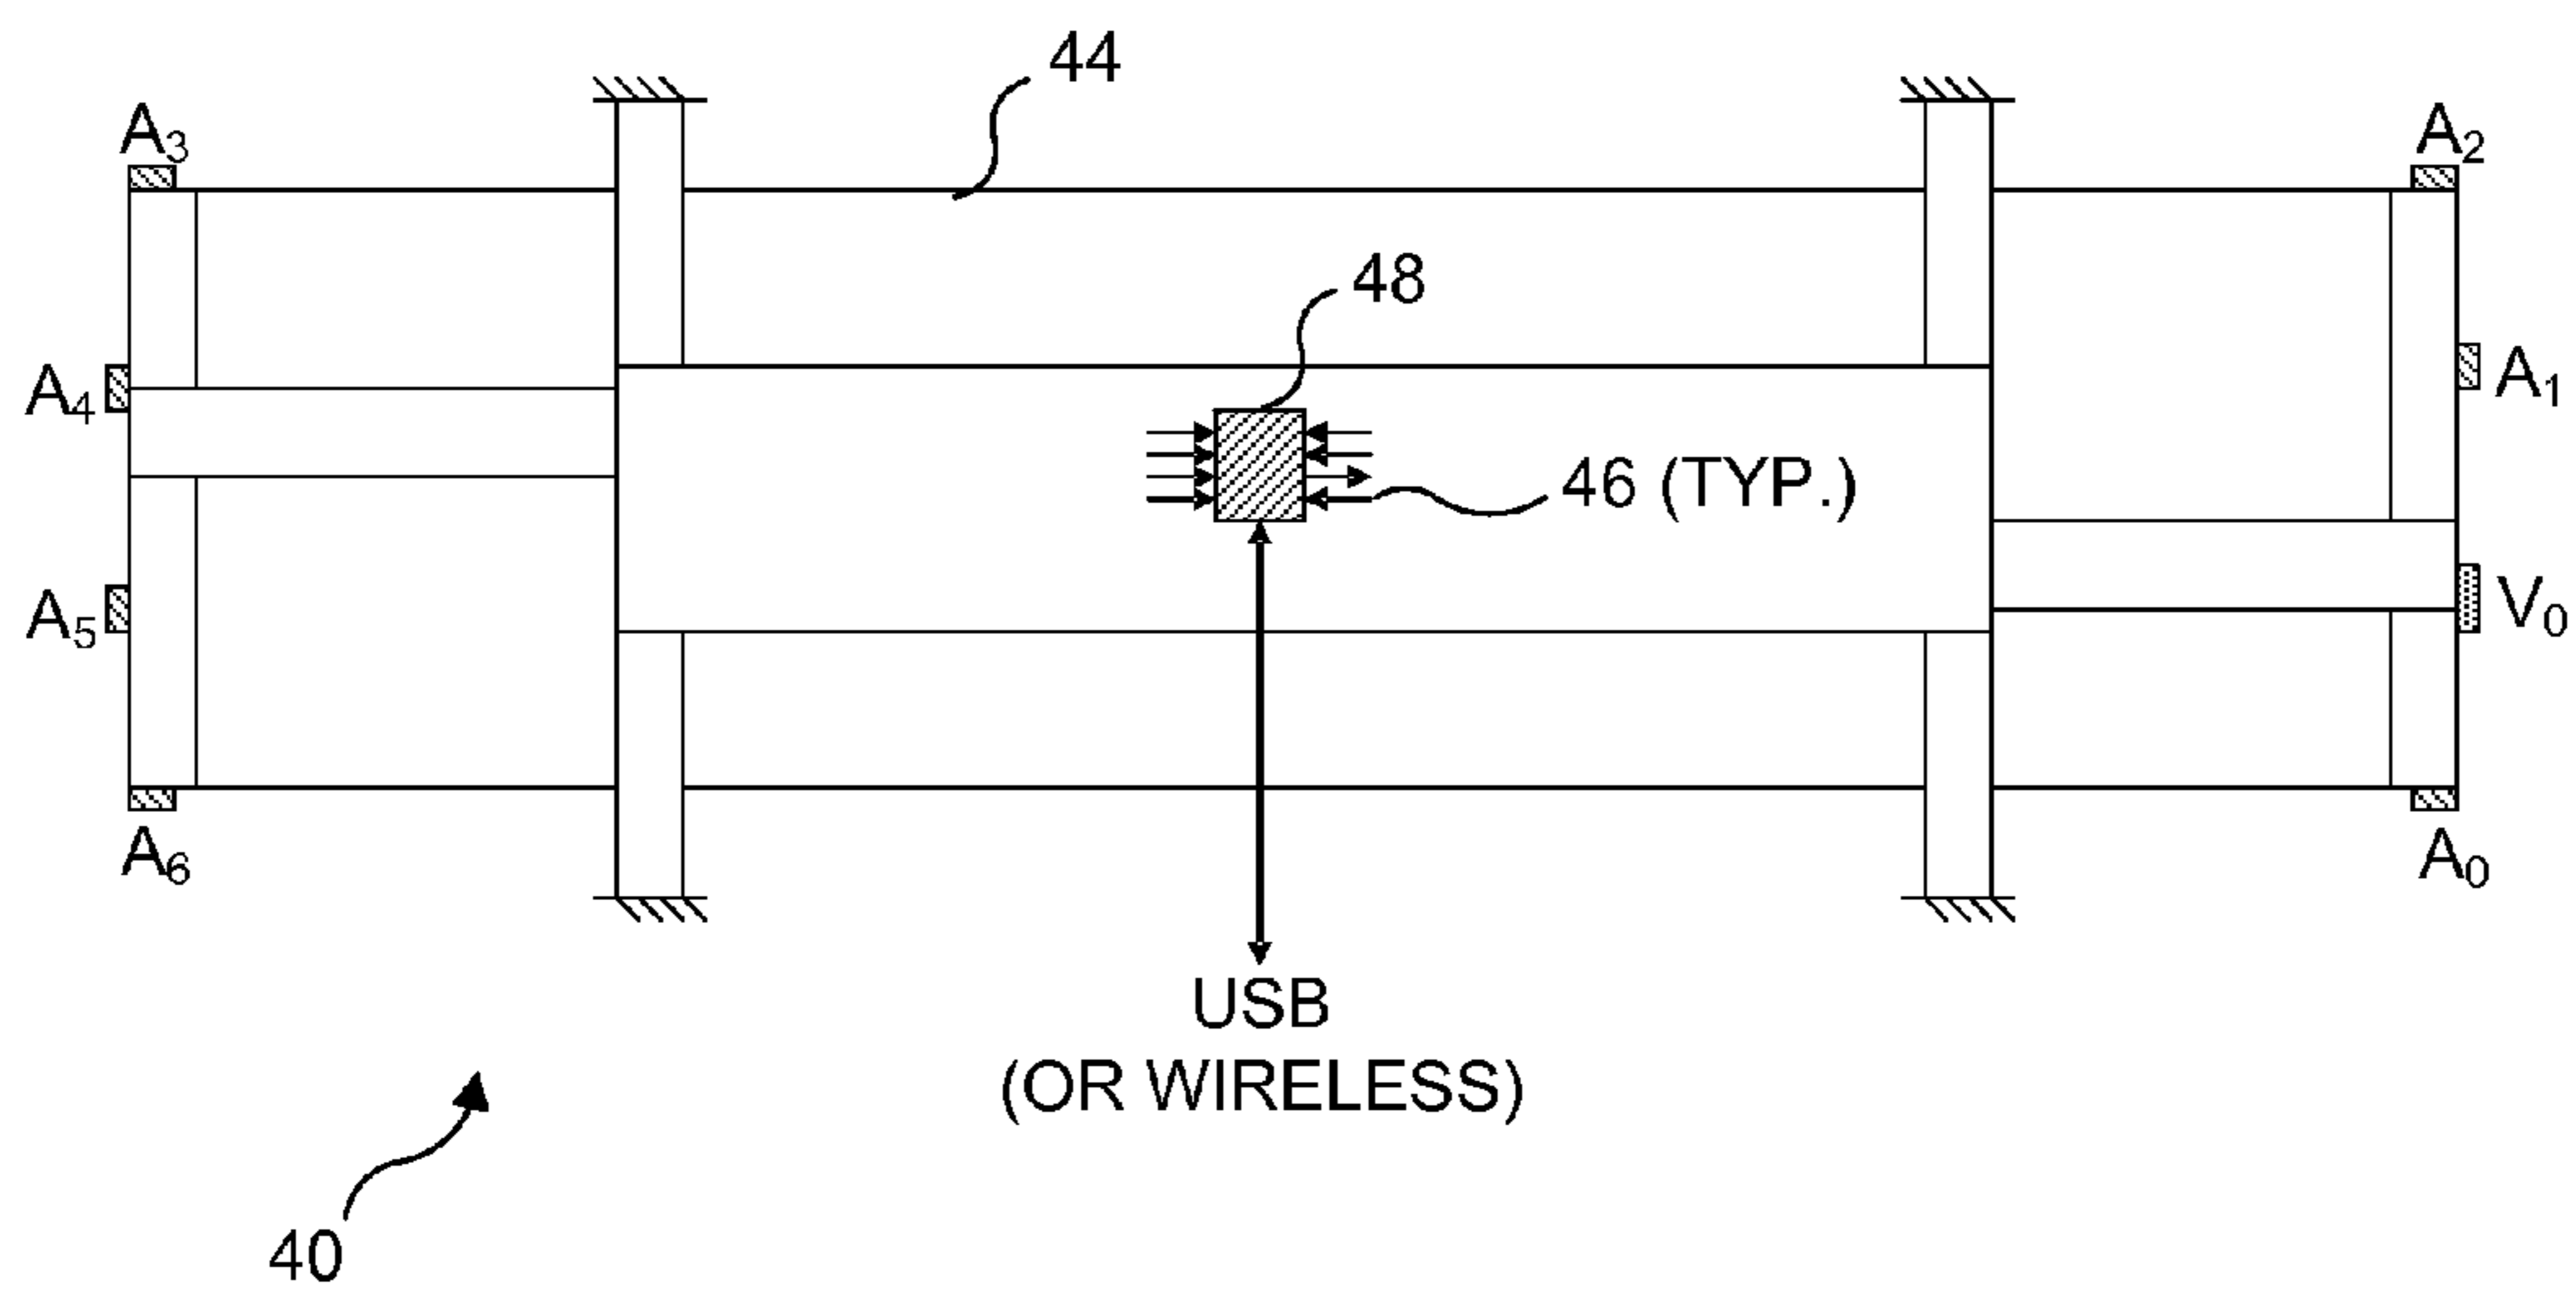 44
A3
A2
48
A4
A1
46 (TYP.)
A5
V0
A6
A0
USB
(OR WIRELESS)
40